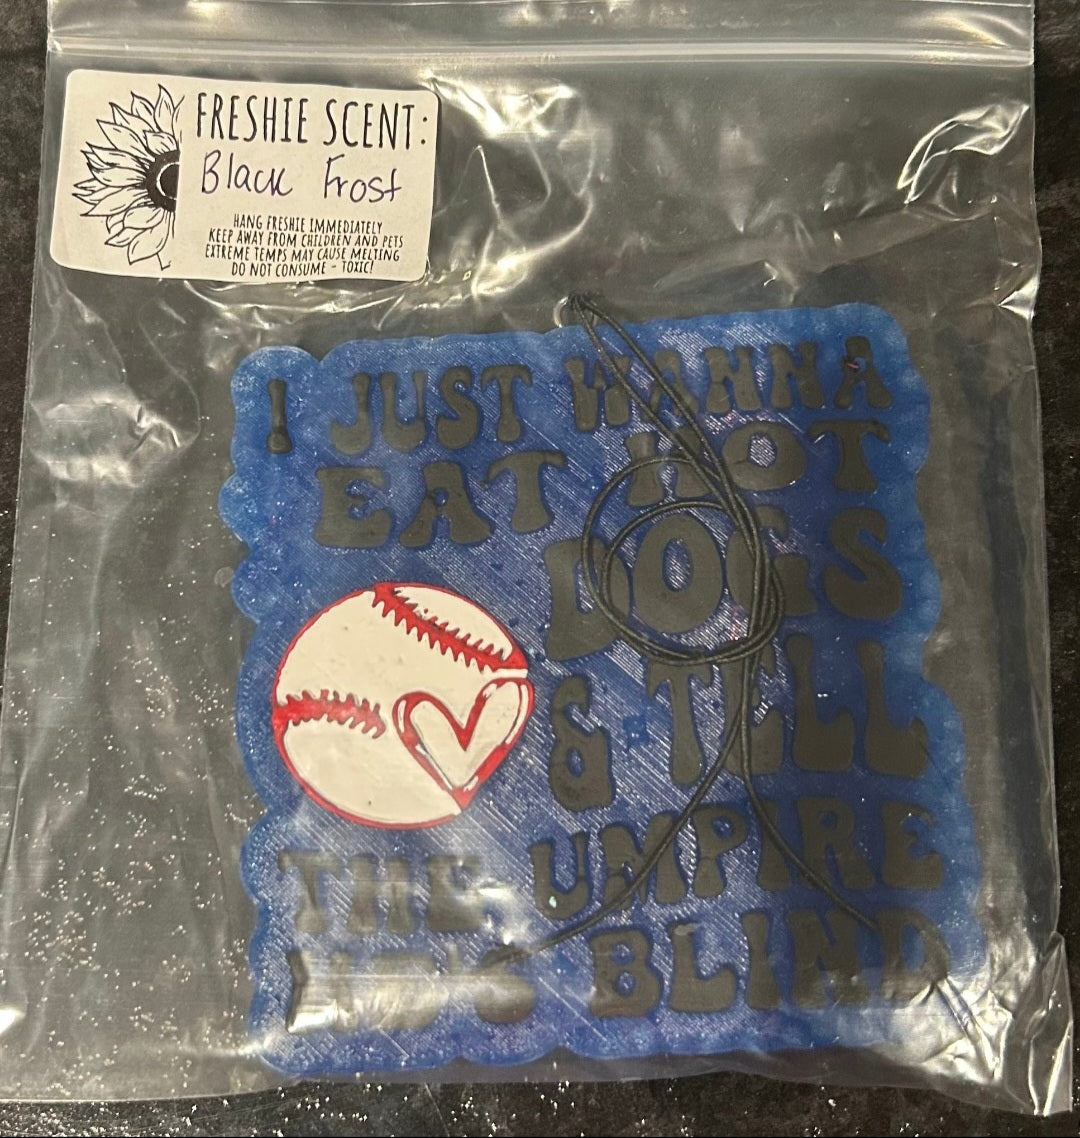 FRESHIE SCENT:
Black Frost
HANG FRESHIE IMMEDIATELY
KEEP AWAY FROM CHILDREN AND PETS
EXTREME TEMPS MAY CAUSE MELTING
DO NOT CONSUME - TOXIC!
I JUST WANNA
EAT HOT
DOGS
& TELL
THE UMPIRE
HE'S BLIND